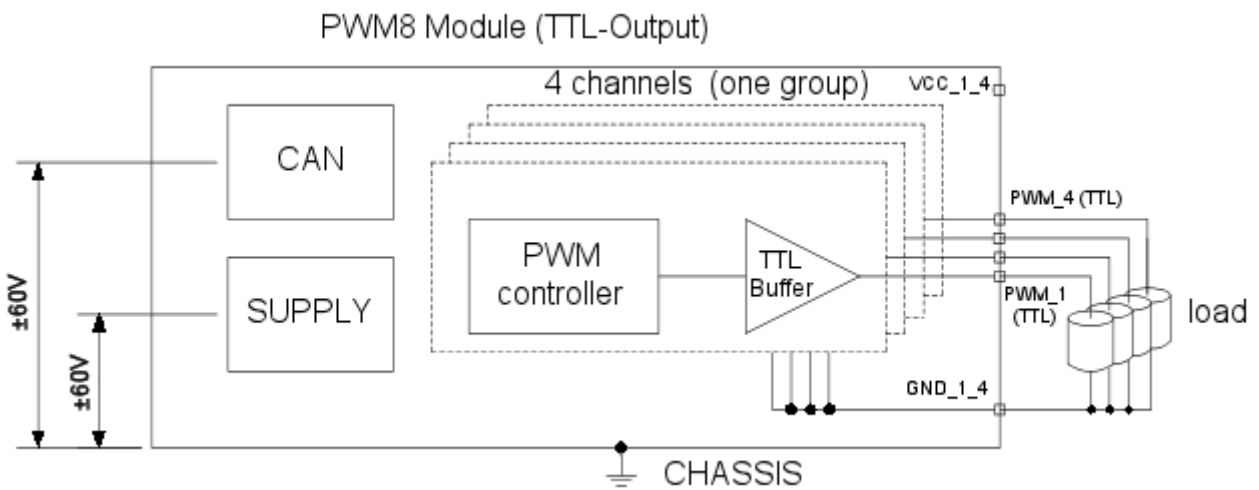 PWM8 Module (TTL-Output)
4 channels (one group)
VCC_1_4
CAN
PWM_4 (TTL)
PWM
controller
TTL
Buffer
SUPPLY
PWM_1
(TTL)
load
±60V
±60V
GND_1_4
CHASSIS